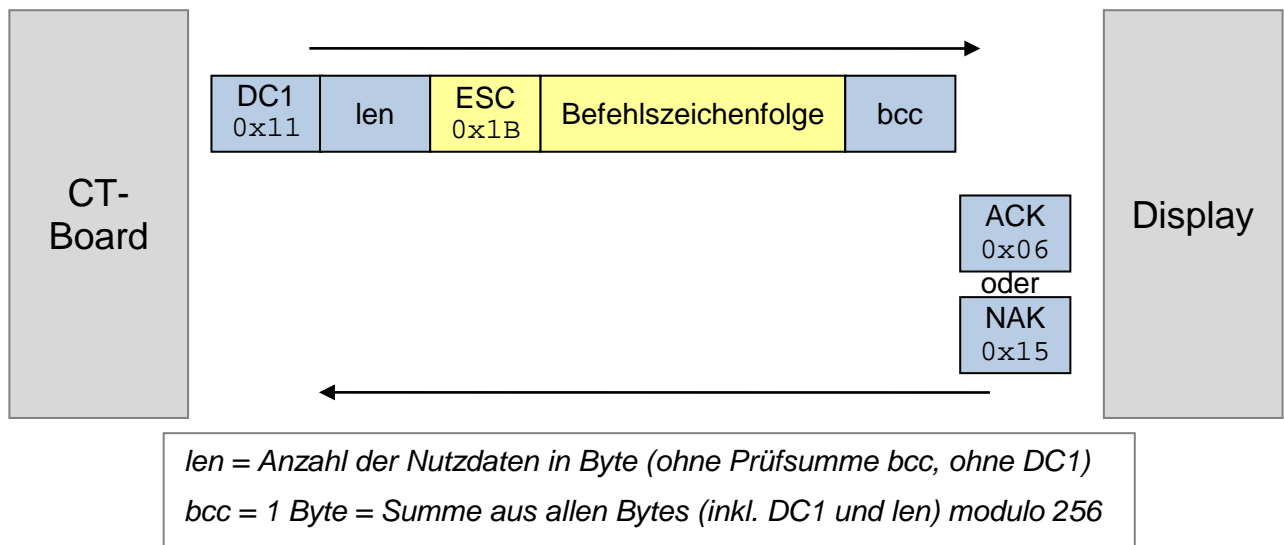 CT-
Board
DC1
0x11
len
ESC
0x1B
Befehlszeichenfolge
bcc
ACK
0x06
oder
NAK
0x15
Display
len = Anzahl der Nutzdaten in Byte (ohne Prüfsumme bcc, ohne DC1)
bcc = 1 Byte = Summe aus allen Bytes (inkl. DC1 und len) modulo 256